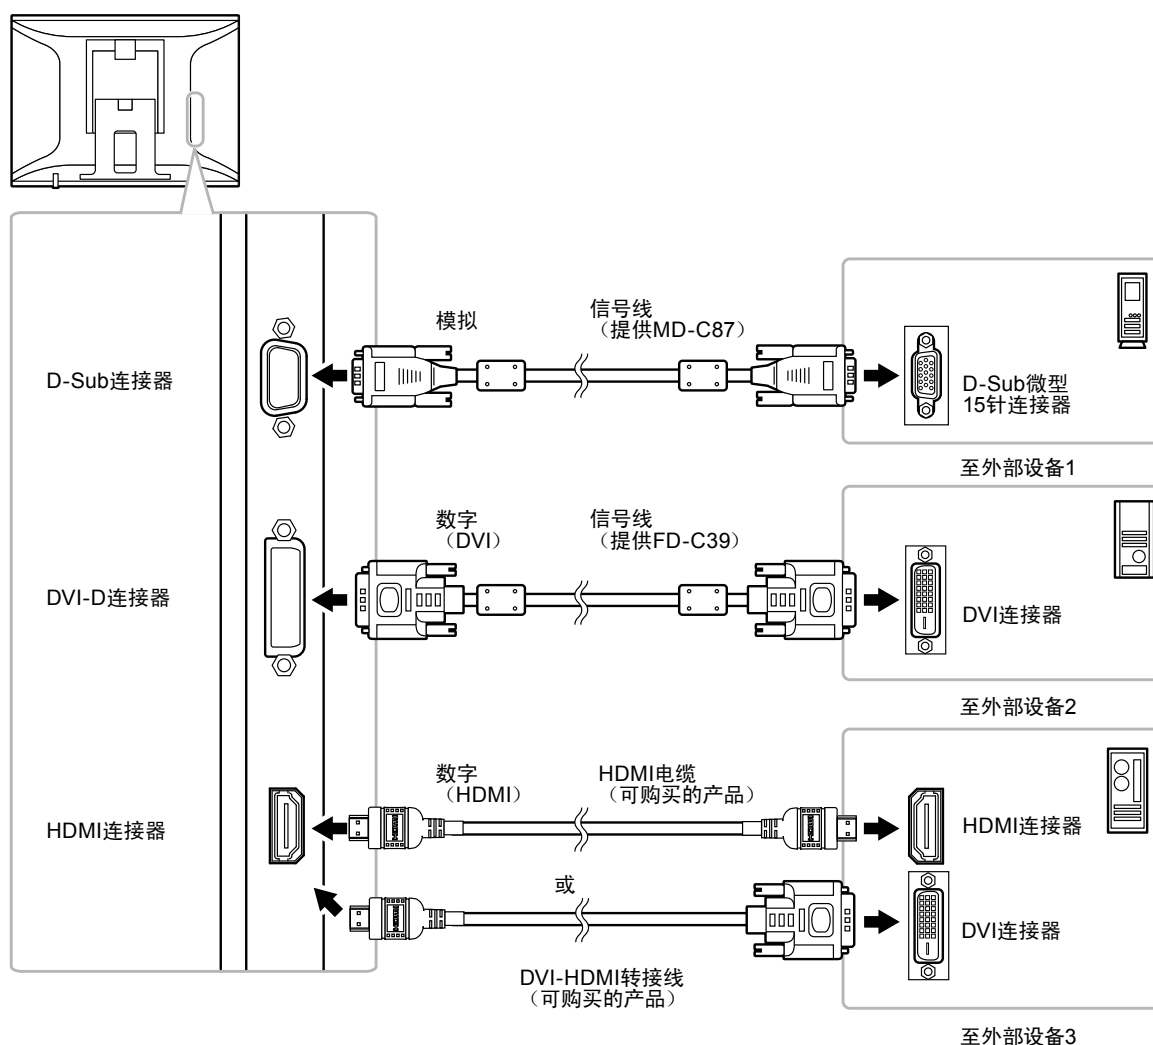 模拟
信号线
（提供MD-C87）
D-Sub连接器
D-Sub微型
15针连接器
至外部设备1
数字
（DVI）
信号线
（提供FD-C39）
DVI-D连接器
DVI连接器
至外部设备2
数字
（HDMI）
HDMI电缆
（可购买的产品）
HDMI连接器
HDMI连接器
或
DVI连接器
DVI-HDMI转接线
（可购买的产品）
至外部设备3